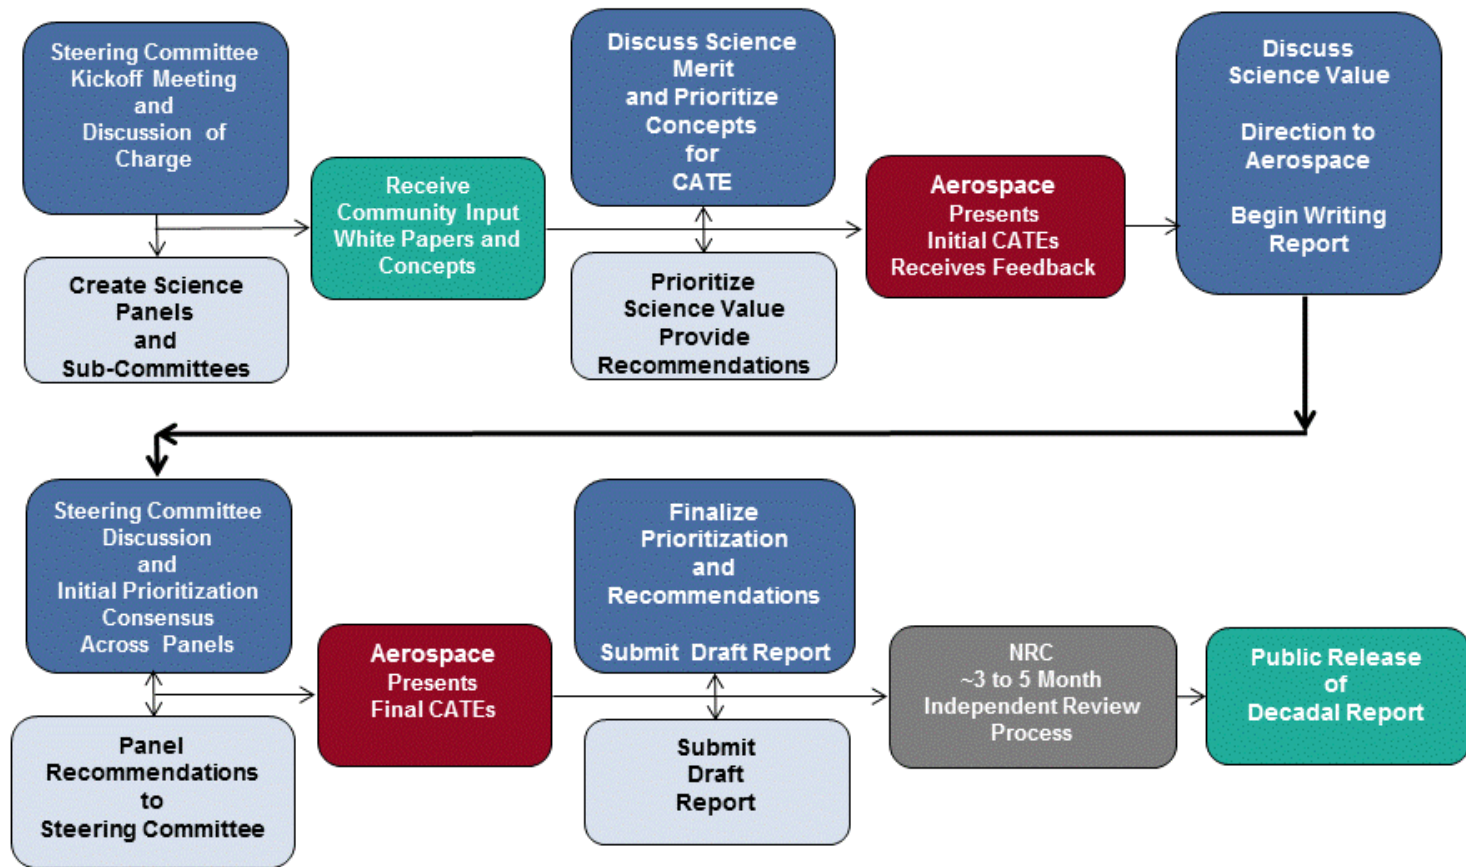 Steering Committee
Kickoff Meeting
and
Discussion of
Charge
Create Science
Panels
and
Sub-Committees
Receive
Community Input
White Papers and
Concepts
Discuss Science
Merit
and Prioritize
Concepts
for
CATE
Prioritize
Science Value
Provide
Recommendations
Aerospace
Presents
Initial CATEs
Receives Feedback
Discuss
Science Value
Direction to
Aerospace
Begin Writing
Report
Steering Committee
Discussion
and
Initial Prioritization
Consensus
Across Panels
Panel
Recommendations
to
Steering Committee
Aerospace
Presents
Final CATEs
Finalize
Prioritization
and
Recommendations
Submit Draft Report
Submit
Draft
Report
NRC
~3 to 5 Month
Independent Review
Process
Public Release
of
Decadal Report